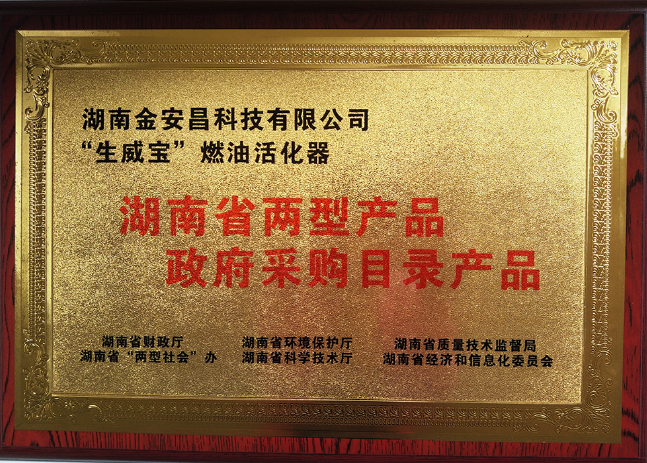 湖南金安昌科技有限公司
“生威宝”燃油活化器
湖南省两型产品
政府采购目录产品
湖南省财政厅 湖南省环境保护厅 湖南省质量技术监督局
湖南省“两型社会”办 湖南省科学技术厅 湖南省经济和信息化委员会